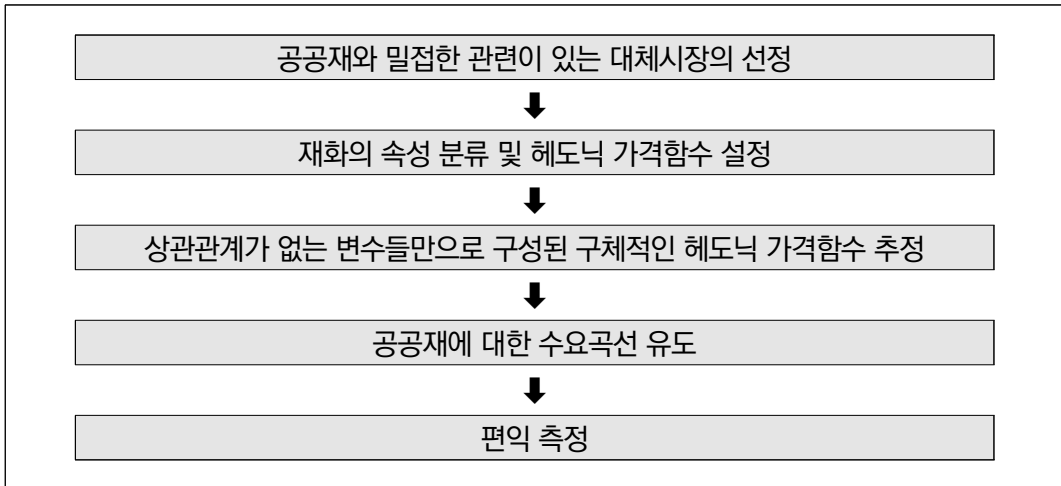 공공재와 밀접한 관련이 있는 대체시장의 선정
재화의 속성 분류 및 헤도닉 가격함수 설정
상관관계가 없는 변수들만으로 구성된 구체적인 헤도닉 가격함수 추정
공공재에 대한 수요곡선 유도
편익 측정